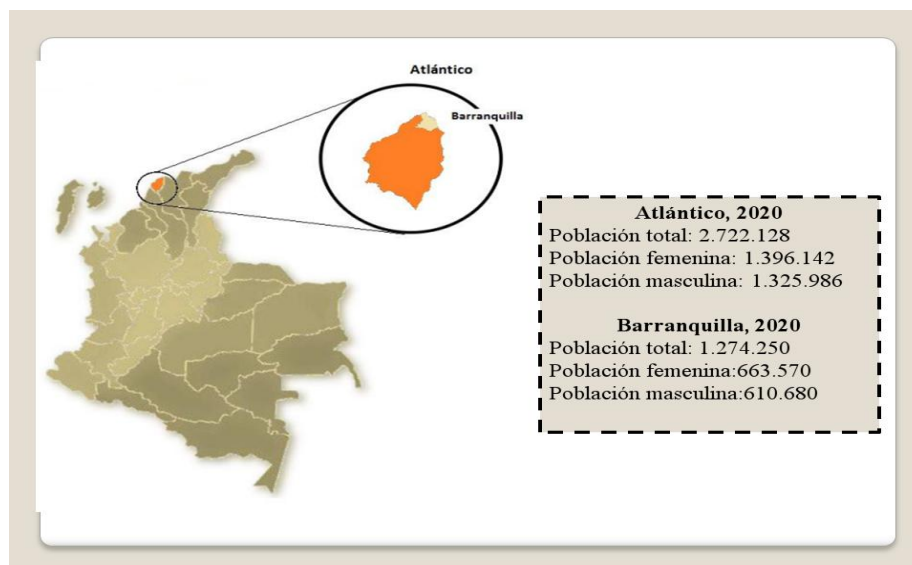 Atlántico
Barranquilla
Atlántico, 2020
Población total: 2.722.128
Población femenina: 1.396.142
Población masculina: 1.325.986
Barranquilla, 2020
Población total: 1.274.250
Población femenina:663.570
Población masculina:610.680